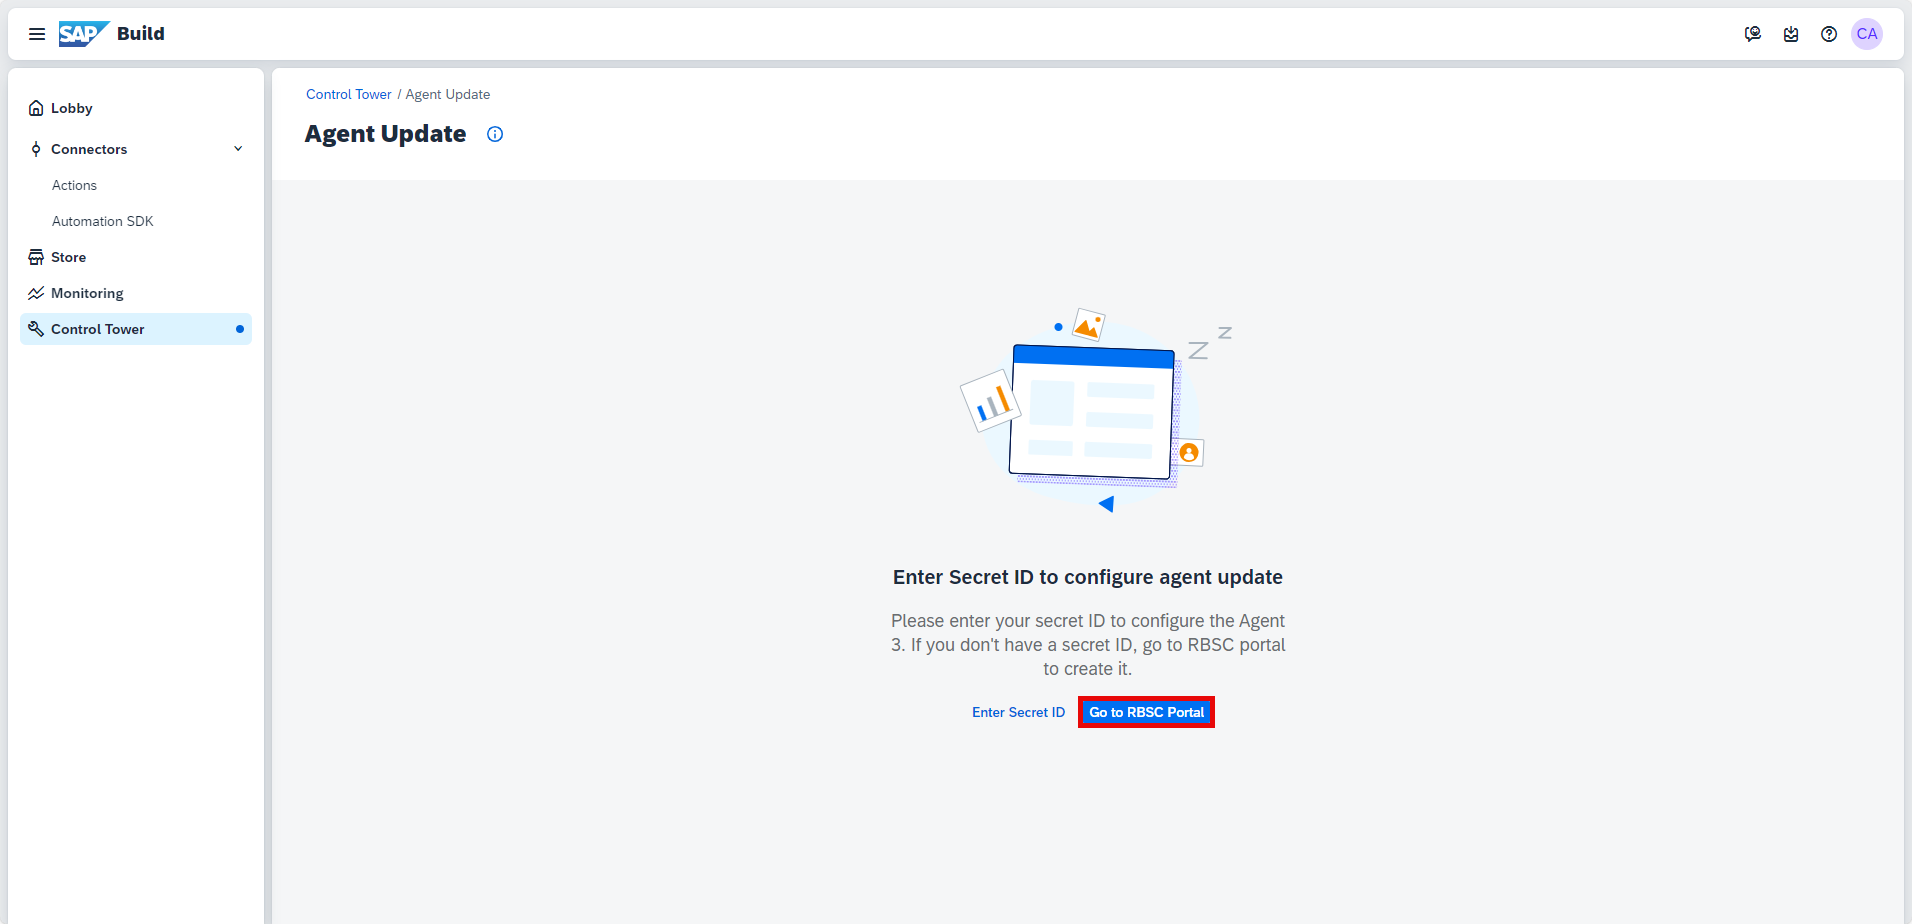 SAP Build
CA
Lobby
Connectors
Actions
Automation SDK
Store
Monitoring
Control Tower
Control Tower / Agent Update
Agent Update
Z
Z
Enter Secret ID to configure agent update
Please enter your secret ID to configure the Agent
3. If you don't have a secret ID, go to RBSC portal
to create it.
Enter Secret ID Go to RBSC Portal